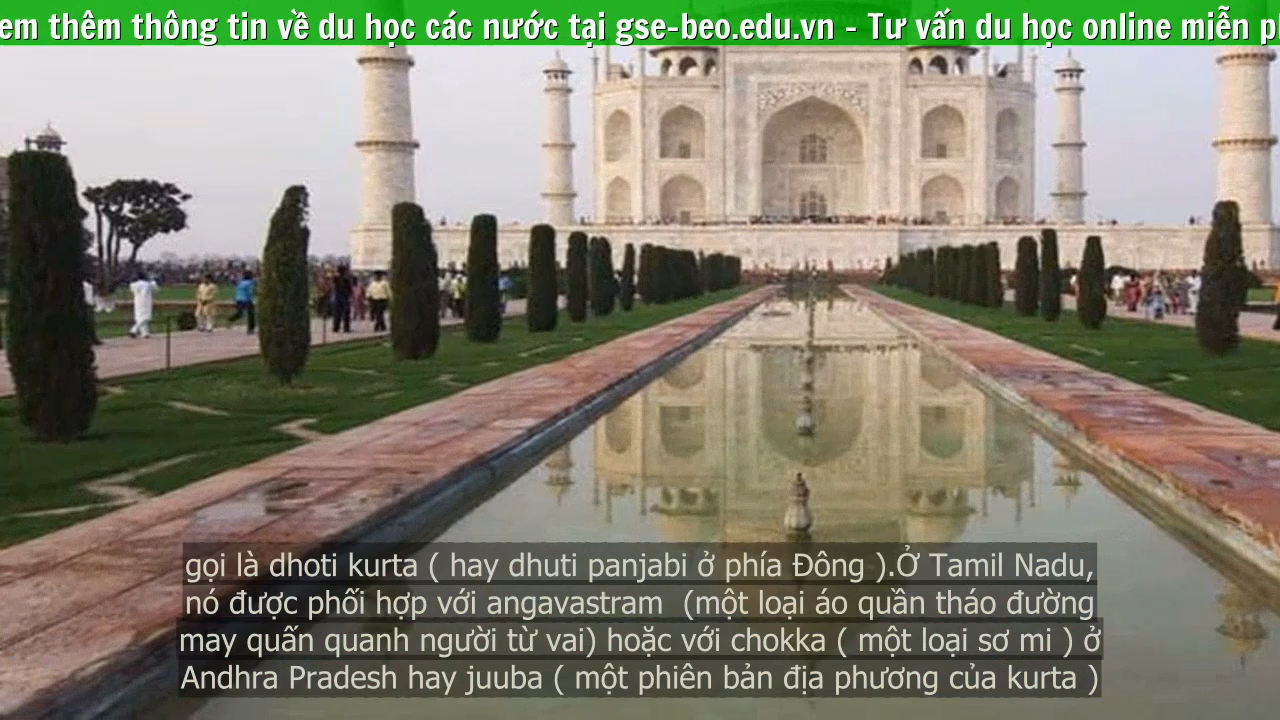 em thêm thông tin về du học các nước tại gse-beo.edu.vn - Tư vấn du học online miễn p
gọi là dhoti kurta ( hay dhuti panjabi ở phía Đông ).Ở Tamil Nadu,
nó được phối hợp với angavastram (một loại áo quần tháo đường
may quấn quanh người từ vai) hoặc với chokka ( một loại sơ mi ) ở
Andhra Pradesh hay juuba ( một phiên bản địa phương của kurta )